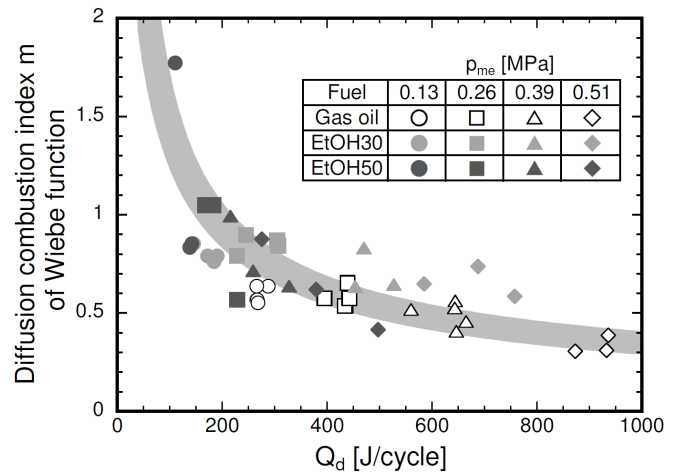 Diffusion combustion index m
of Wiebe function
2
1.5
1
0.5
0
p_me [MPa]
Fuel 0.13 0.26 0.39 0.51
Gas oil
EtOH30
EtOH50
0 200 400 600 800 1000
Q_d [J/cycle]